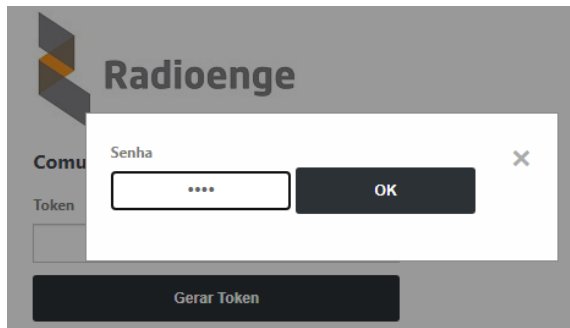 Radioenge
Comu
Senha
••••
OK
×
Token
Gerar Token